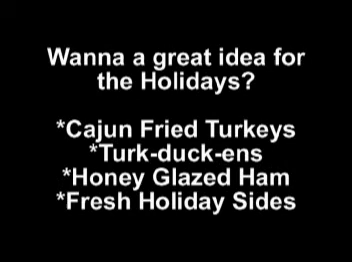 Wanna a great idea for
the Holidays?
*Cajun Fried Turkeys
*Turk-duck-ens
*Honey Glazed Ham
*Fresh Holiday Sides